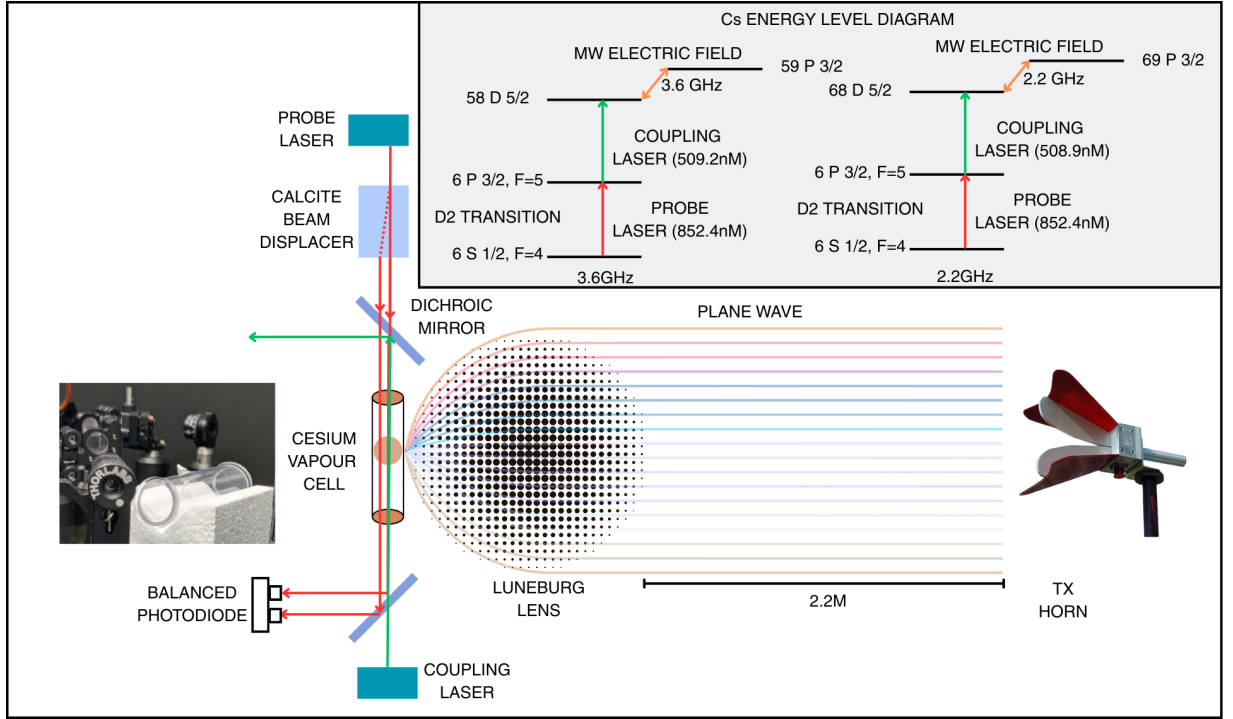 Cs ENERGY LEVEL DIAGRAM
MW ELECTRIC FIELD
59 P 3/2
3.6 GHz
58 D 5/2
COUPLING
LASER (509.2nM)
6 P 3/2, F=5
D2 TRANSITION
PROBE
LASER (852.4nM)
6 S 1/2, F=4
3.6GHz
MW ELECTRIC FIELD
69 P 3/2
2.2 GHz
68 D 5/2
COUPLING
LASER (508.9nM)
6 P 3/2, F=5
D2 TRANSITION
PROBE
LASER (852.4nM)
6 S 1/2, F=4
2.2GHz
PROBE
LASER
CALCITE
BEAM
DISPLACER
DICHROIC
MIRROR
PLANE WAVE
THORLABS
CESIUM
VAPOUR
CELL
BALANCED
PHOTODIODE
LUNEBURG
LENS
2.2M
TX
HORN
COUPLING
LASER